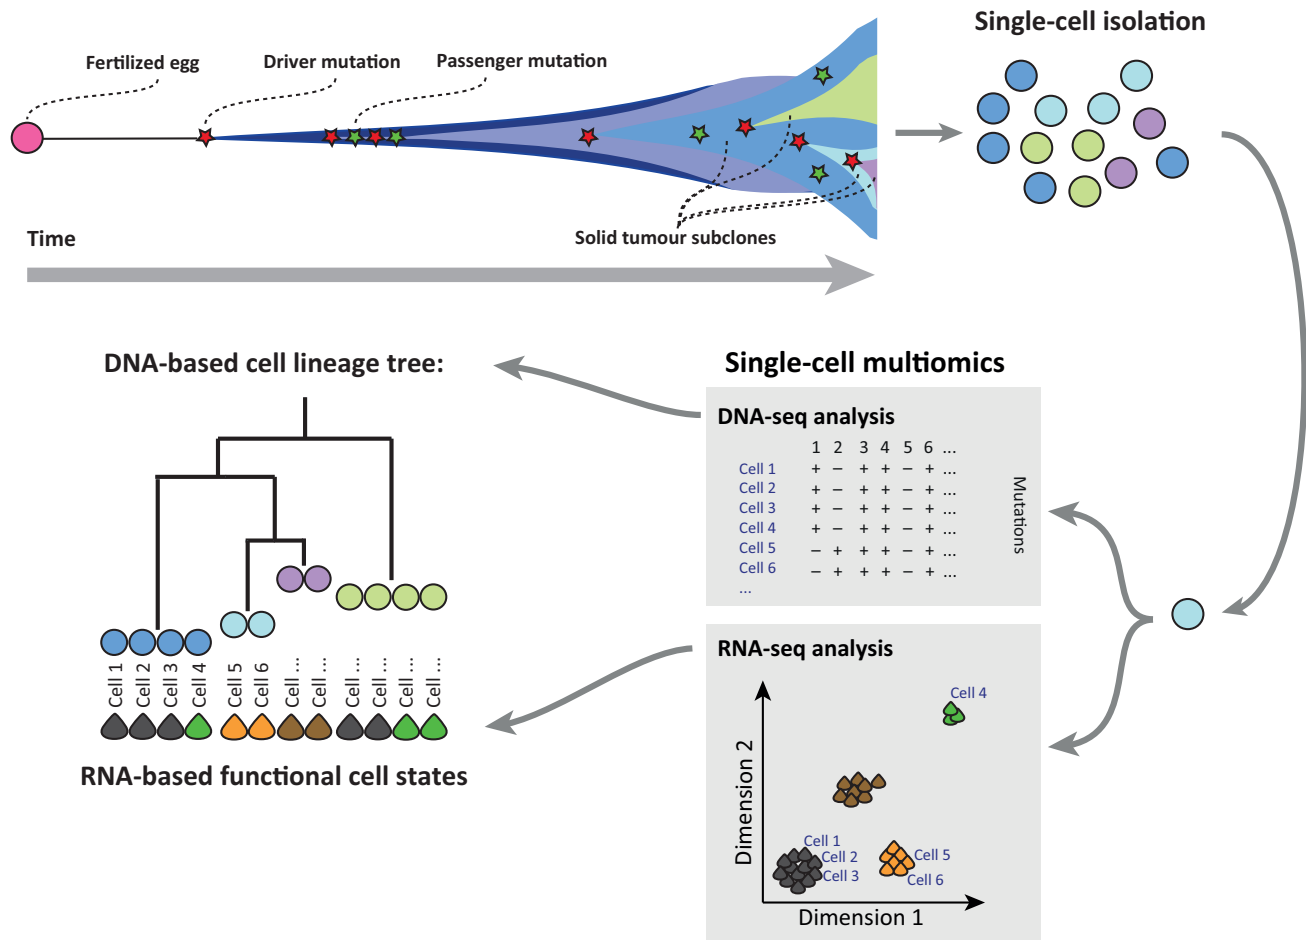 Single-cell isolation
Fertilized egg
Driver mutation
Passenger mutation
Time
Solid tumour subclones
DNA-based cell lineage tree:
Single-cell multiomics
DNA-seq analysis
1 2 3 4 5 6 ...
Cell 1 + – + + – + ...
Cell 2 + – + + – + ...
Cell 3 + – + + – + ...
Cell 4 + – + + – + ...
Cell 5 – + + + – + ...
Cell 6 – + + + – + ...
...
Mutations
Cell 1
Cell 2
Cell 3
Cell 4
Cell 5
Cell 6
Cell ...
Cell ...
Cell ...
Cell ...
Cell ...
Cell ...
RNA-based functional cell states
RNA-seq analysis
Cell 4
Dimension 2
Cell 1
Cell 2
Cell 3
Cell 5
Cell 6
Dimension 1